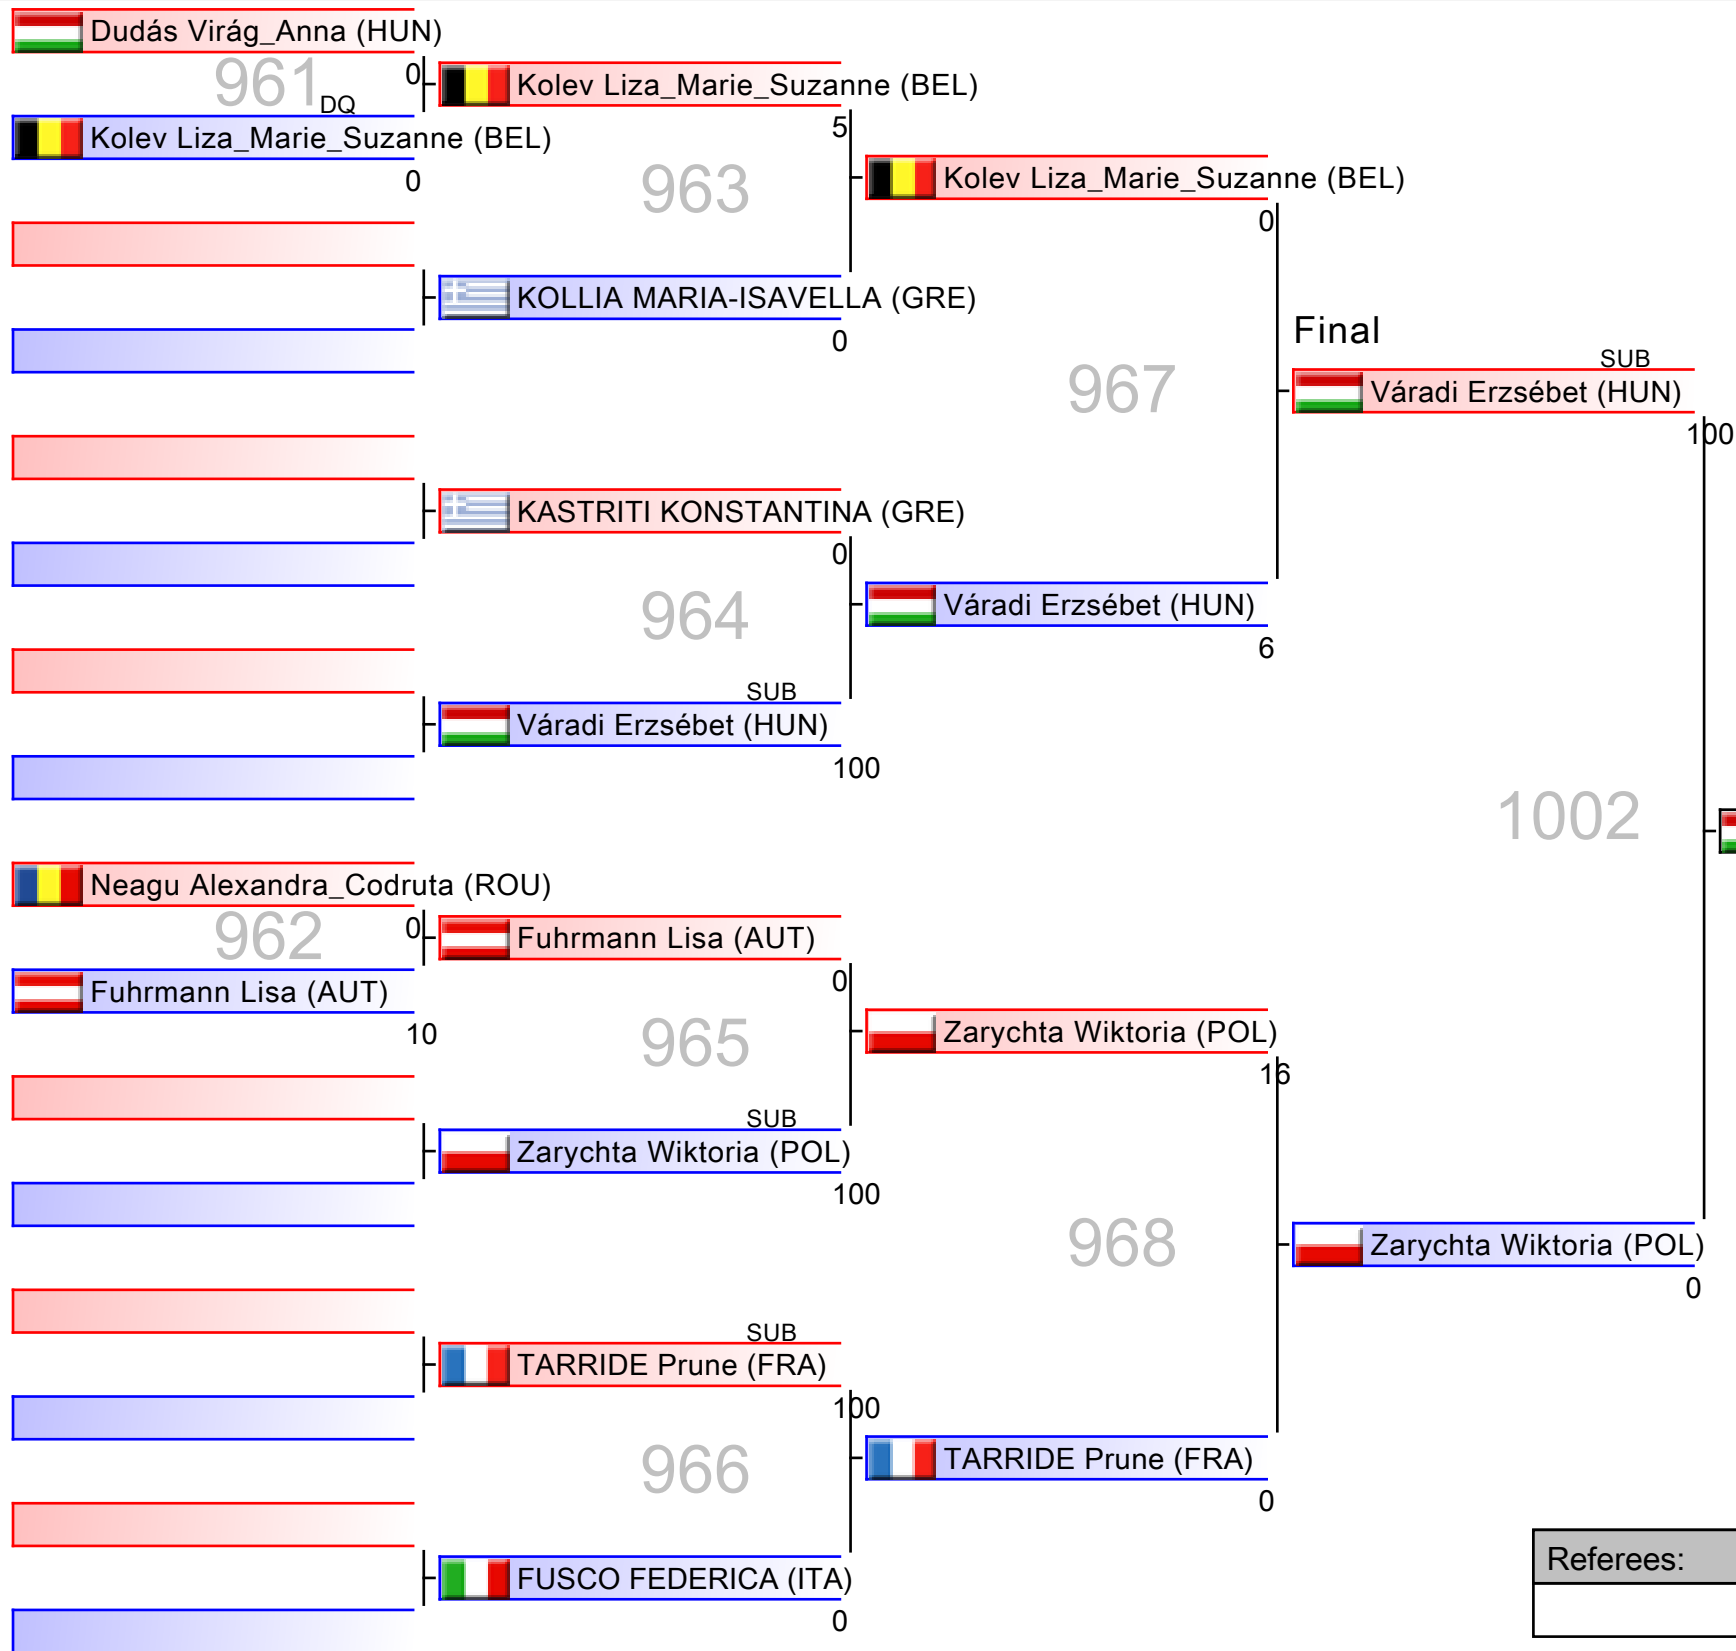 Dudás Virág_Anna (HUN)
961
0
DQ
Kolev Liza_Marie_Suzanne (BEL)
0
Kolev Liza_Marie_Suzanne (BEL)
5
963
KOLLIA MARIA-ISAVELLA (GRE)
0
Kolev Liza_Marie_Suzanne (BEL)
0
967
Final
SUB
Váradi Erzsébet (HUN)
100
KASTRITI KONSTANTINA (GRE)
0
964
SUB
Váradi Erzsébet (HUN)
100
Váradi Erzsébet (HUN)
6
1002
Neagu Alexandra_Codruta (ROU)
962
0
Fuhrmann Lisa (AUT)
10
Fuhrmann Lisa (AUT)
0
965
SUB
Zarychta Wiktoria (POL)
100
Zarychta Wiktoria (POL)
16
968
Zarychta Wiktoria (POL)
0
SUB
TARRIDE Prune (FRA)
100
966
TARRIDE Prune (FRA)
0
FUSCO FEDERICA (ITA)
0
Referees: